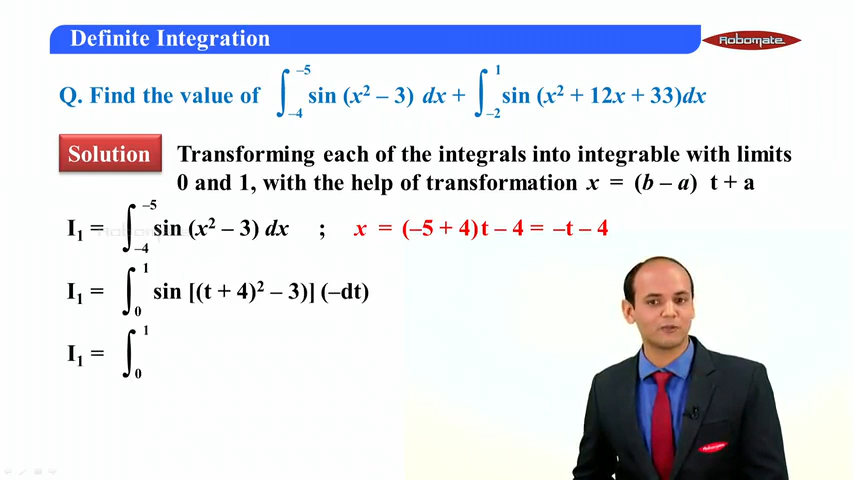 Definite Integration
Robomate
Q. Find the value of ∫₋₄⁻⁵ sin (x² – 3) dx + ∫₋₂¹ sin (x² + 12x + 33)dx
Solution
Transforming each of the integrals into integrable with limits
0 and 1, with the help of transformation x = (b – a) t + a
I₁ = ∫₋₄⁻⁵ sin (x² – 3) dx ; x = (–5 + 4)t – 4 = –t – 4
I₁ = ∫₀¹ sin [(t + 4)² – 3)] (–dt)
I₁ = ∫₀¹
Robomate